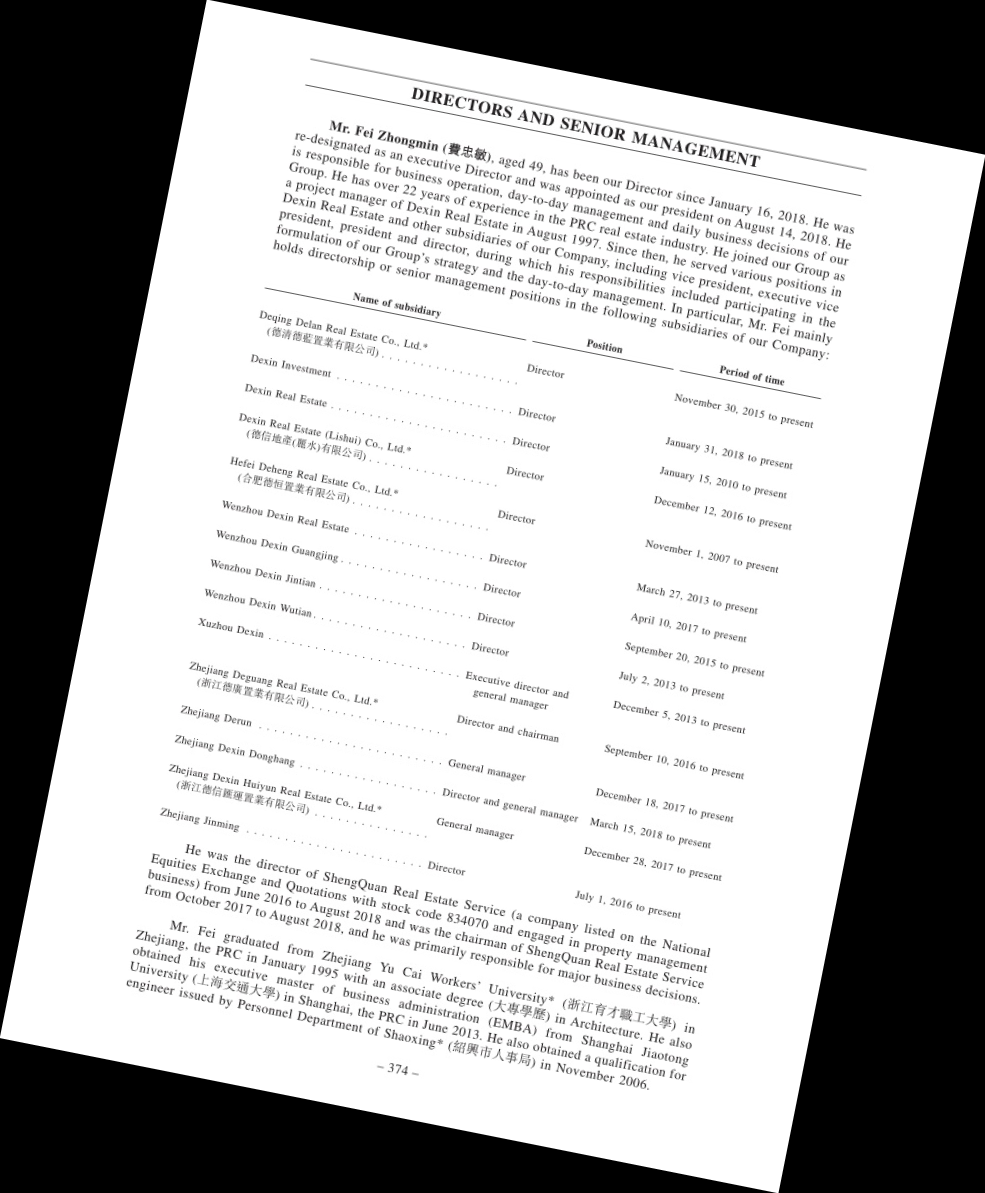 DIRECTORS AND SENIOR MANAGEMENT
Mr. Fei Zhongmin (費忠敏), aged 49, has been our Director since January 16, 2018. He was
re-designated as an executive Director and was appointed as our president on August 14, 2018. He
is responsible for business operation, day-to-day management and daily business decisions of our
Group. He has over 22 years of experience in the PRC real estate industry. He joined our Group as
a project manager of Dexin Real Estate in August 1997. Since then, he served various positions in
Dexin Real Estate and other subsidiaries of our Company, including vice president, executive vice
president, president and director, during which his responsibilities included participating in the
formulation of our Group's strategy and the day-to-day management. In particular, Mr. Fei mainly
holds directorship or senior management positions in the following subsidiaries of our Company:
Name of subsidiary Position Period of time
Deqing Delan Real Estate Co., Ltd.*
(德清德藍置業有限公司) . . . . . . . . . . . . . . . . . Director November 30, 2015 to present
Dexin Investment . . . . . . . . . . . . . . . . . . . . . . . Director January 31, 2018 to present
Dexin Real Estate . . . . . . . . . . . . . . . . . . . . . . . Director January 15, 2010 to present
Dexin Real Estate (Lishui) Co., Ltd.*
(德信地產(麗水)有限公司) . . . . . . . . . . . . . . . . . Director December 12, 2016 to present
Hefei Deheng Real Estate Co., Ltd.*
(合肥德恒置業有限公司) . . . . . . . . . . . . . . . . . . Director November 1, 2007 to present
Wenzhou Dexin Real Estate . . . . . . . . . . . . . . . . . Director March 27, 2013 to present
Wenzhou Dexin Guangjing . . . . . . . . . . . . . . . . . . Director April 10, 2017 to present
Wenzhou Dexin Jintian . . . . . . . . . . . . . . . . . . . . Director September 20, 2015 to present
Wenzhou Dexin Wutian . . . . . . . . . . . . . . . . . . . . Director July 2, 2013 to present
Xuzhou Dexin . . . . . . . . . . . . . . . . . . . . . . . . . Executive director and December 5, 2013 to present
general manager
Zhejiang Deguang Real Estate Co., Ltd.*
(浙江德廣置業有限公司) . . . . . . . . . . . . . . . . . . Director and chairman September 10, 2016 to present
Zhejiang Derun . . . . . . . . . . . . . . . . . . . . . . . . General manager December 18, 2017 to present
Zhejiang Dexin Donghang . . . . . . . . . . . . . . . . . . Director and general manager March 15, 2018 to present
Zhejiang Dexin Huiyun Real Estate Co., Ltd.*
(浙江德信匯運置業有限公司) . . . . . . . . . . . . . . . General manager December 28, 2017 to present
Zhejiang Jinming . . . . . . . . . . . . . . . . . . . . . . . Director July 1, 2016 to present
He was the director of ShengQuan Real Estate Service (a company listed on the National
Equities Exchange and Quotations with stock code 834070 and engaged in property management
business) from June 2016 to August 2018 and was the chairman of ShengQuan Real Estate Service
from October 2017 to August 2018, and he was primarily responsible for major business decisions.
Mr. Fei graduated from Zhejiang Yu Cai Workers' University* (浙江育才職工大學) in
Zhejiang, the PRC in January 1995 with an associate degree (大專學歷) in Architecture. He also
obtained his executive master of business administration (EMBA) from Shanghai Jiaotong
University (上海交通大學) in Shanghai, the PRC in June 2013. He also obtained a qualification for
engineer issued by Personnel Department of Shaoxing* (紹興市人事局) in November 2006.
– 374 –